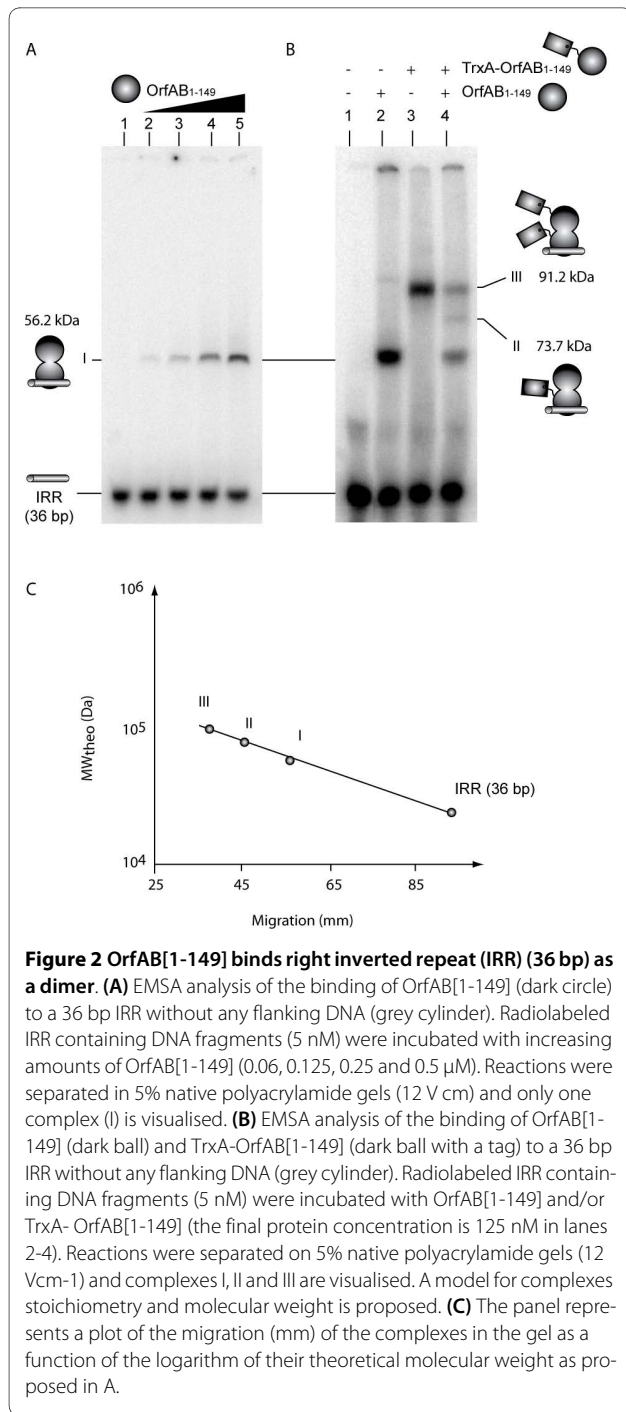 A
B
TrxA-OrfAB1-149
OrfAB1-149
- - + +
- + - +
OrfAB1-149
1 2 3 4 5
1 2 3 4
56.2 kDa
I
III 91.2 kDa
II 73.7 kDa
IRR
(36 bp)
C
10^6
10^5
10^4
MWtheo (Da)
III
II
I
IRR (36 bp)
25 45 65 85
Migration (mm)
Figure 2 OrfAB[1-149] binds right inverted repeat (IRR) (36 bp) as
a dimer. (A) EMSA analysis of the binding of OrfAB[1-149] (dark circle)
to a 36 bp IRR without any flanking DNA (grey cylinder). Radiolabeled
IRR containing DNA fragments (5 nM) were incubated with increasing
amounts of OrfAB[1-149] (0.06, 0.125, 0.25 and 0.5 μM). Reactions were
separated in 5% native polyacrylamide gels (12 V cm) and only one
complex (I) is visualised. (B) EMSA analysis of the binding of OrfAB[1-
149] (dark ball) and TrxA-OrfAB[1-149] (dark ball with a tag) to a 36 bp
IRR without any flanking DNA (grey cylinder). Radiolabeled IRR contain-
ing DNA fragments (5 nM) were incubated with OrfAB[1-149] and/or
TrxA- OrfAB[1-149] (the final protein concentration is 125 nM in lanes
2-4). Reactions were separated on 5% native polyacrylamide gels (12
Vcm-1) and complexes I, II and III are visualised. A model for complexes
stoichiometry and molecular weight is proposed. (C) The panel repre-
sents a plot of the migration (mm) of the complexes in the gel as a
function of the logarithm of their theoretical molecular weight as pro-
posed in A.